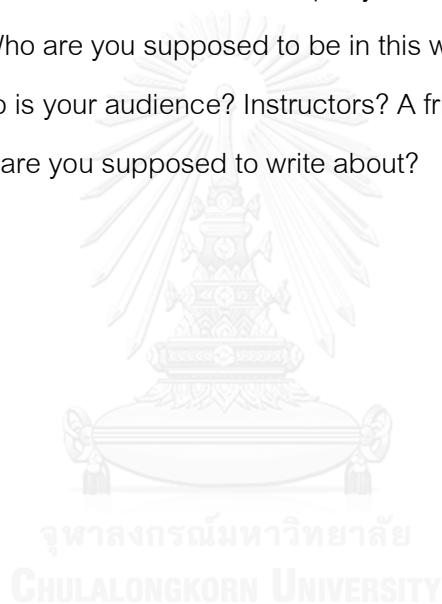 Who are you supposed to be in this w
o is your audience? Instructors? A fr
are you supposed to write about?
จุฬาลงกรณ์มหาวิทยาลัย
CHULALONGKORN UNIVERSITY